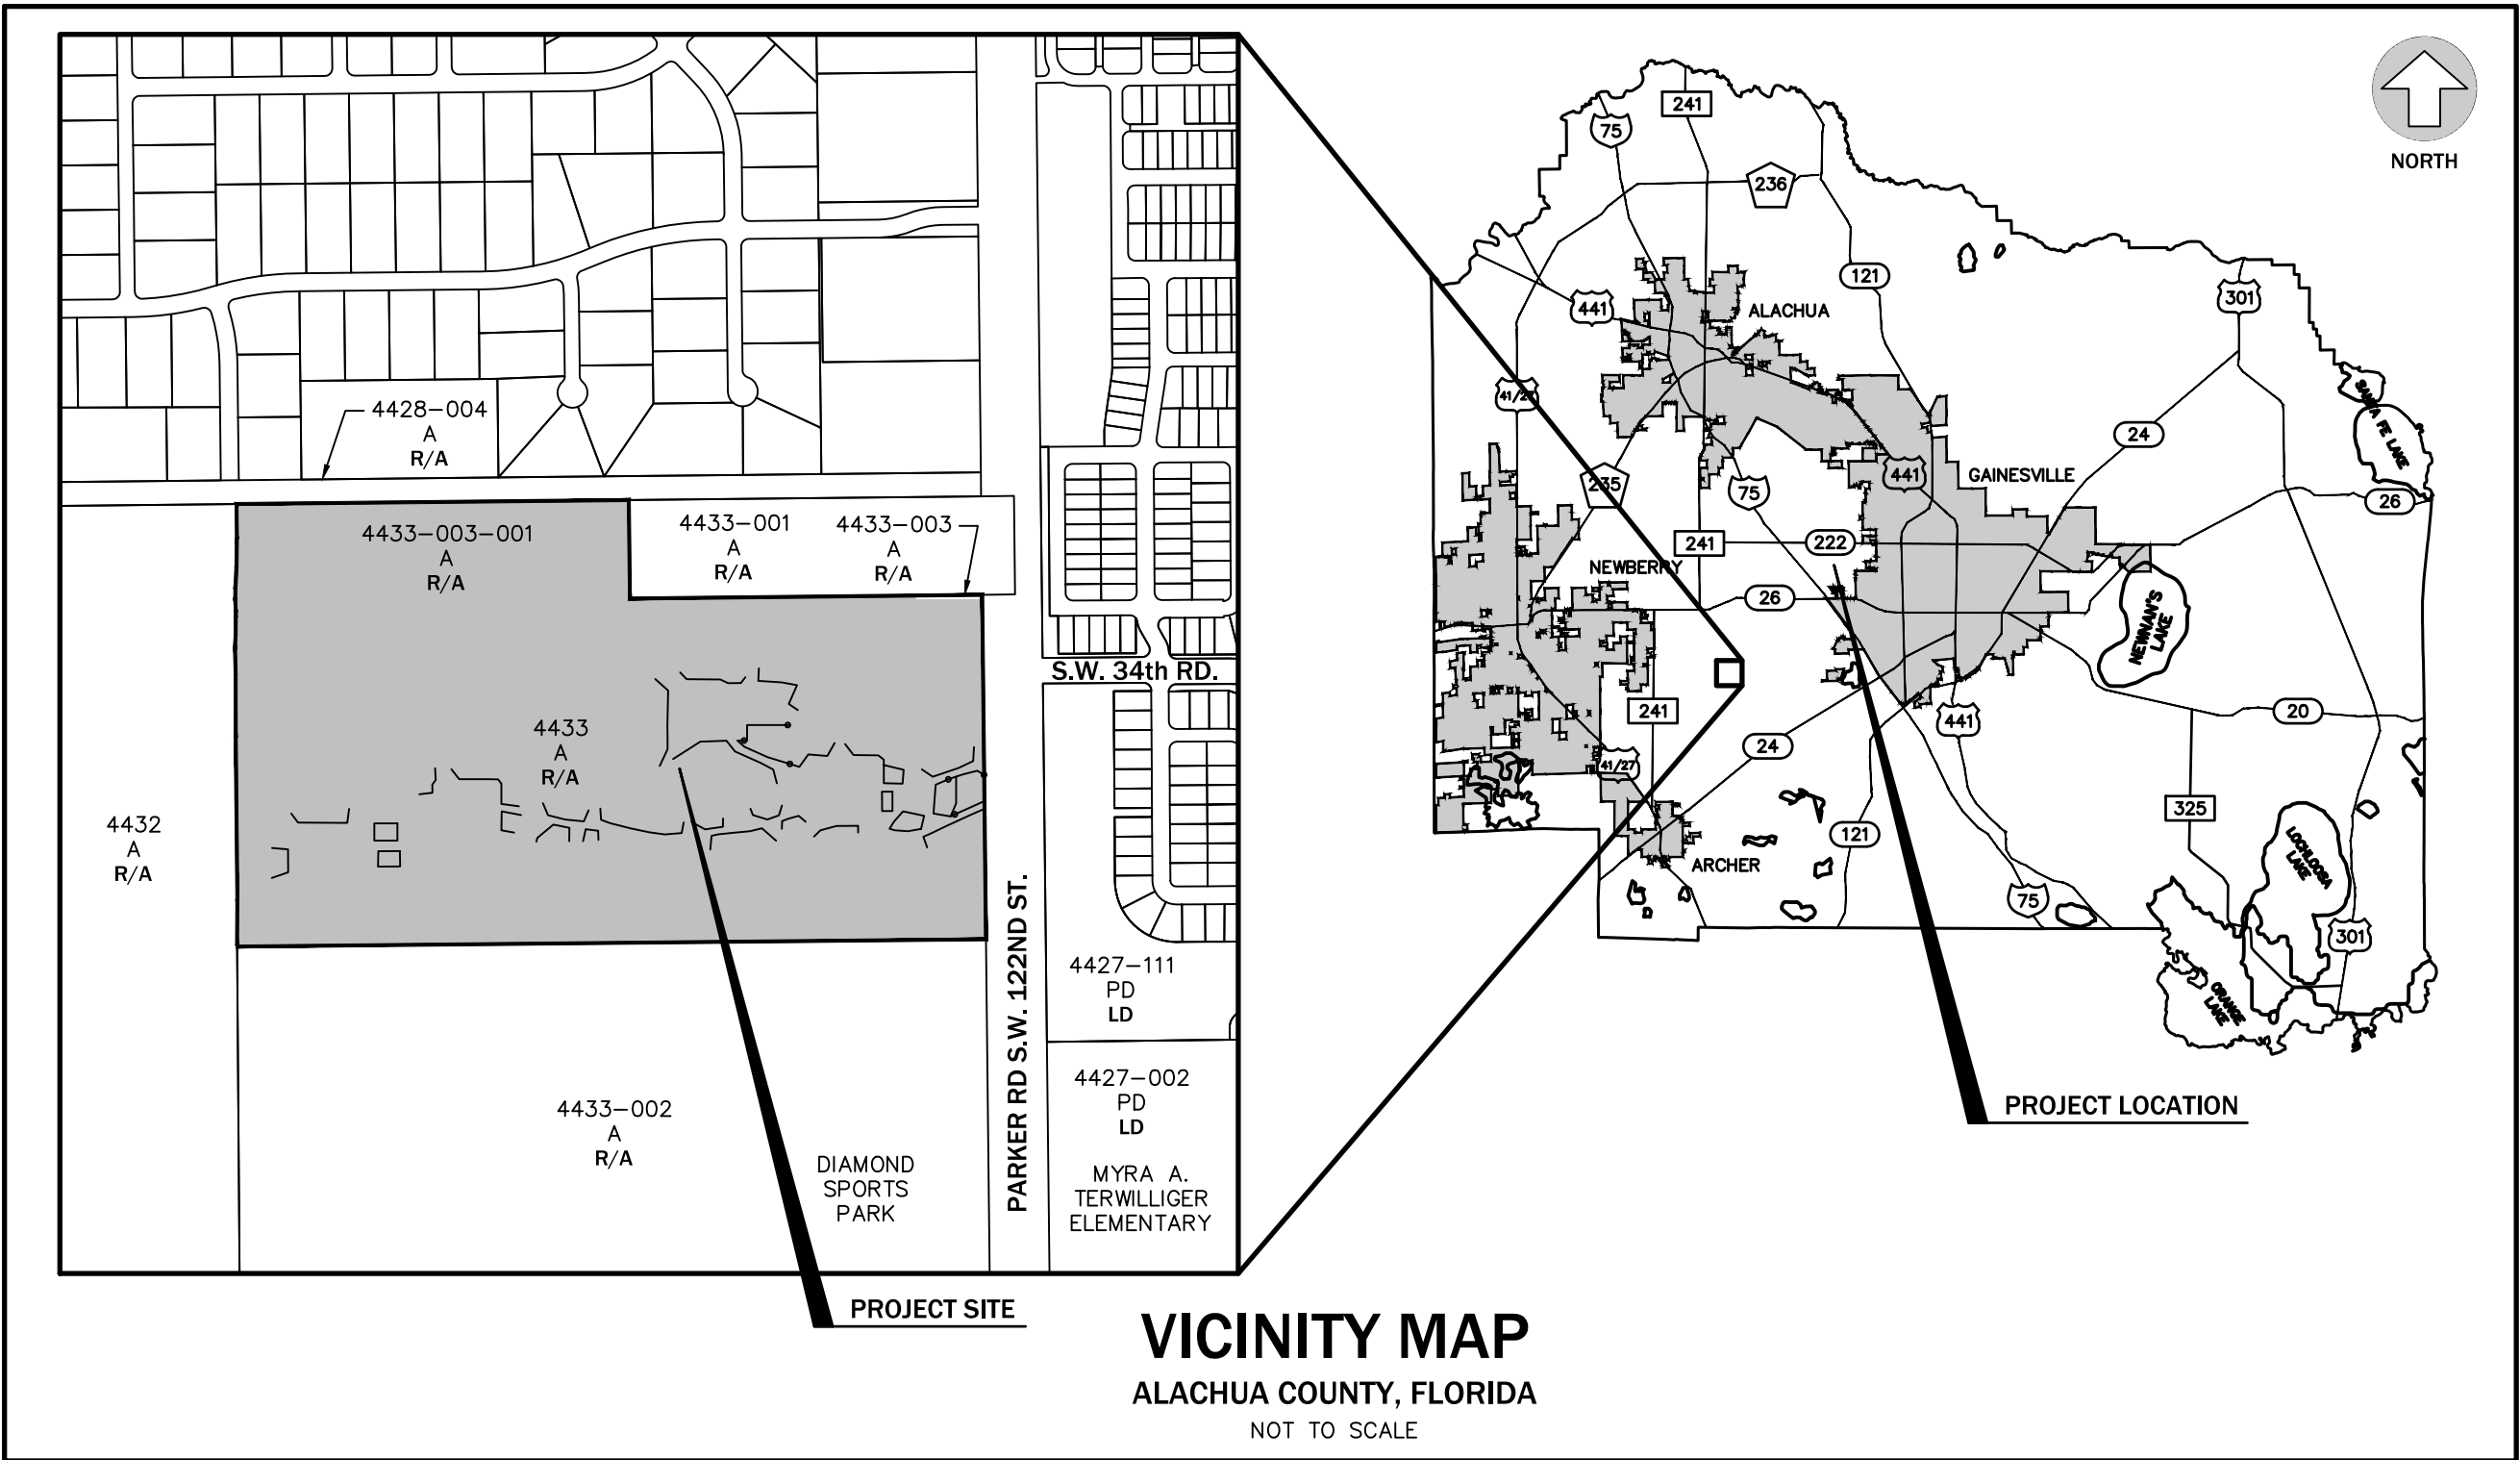 4428-004
A
R/A
4433-003-001
A
R/A
4433-001
A
R/A
4433-003
A
R/A
4433
A
R/A
4432
A
R/A
4433-002
A
R/A
DIAMOND
SPORTS
PARK
S.W. 34th RD.
PARKER RD S.W. 122ND ST.
4427-111
PD
LD
4427-002
PD
LD
MYRA A.
TERWILLIGER
ELEMENTARY
PROJECT SITE
NORTH
241
75
236
121
441
ALACHUA
301
41/27
24
SANTA FE LAKE
235
75
441
GAINESVILLE
26
241
222
NEWBERRY
26
NEWNAN'S
LAKE
241
441
20
24
41/27
325
121
ARCHER
LOCHLOOSA
LAKE
75
301
ORANGE
LAKE
PROJECT LOCATION
VICINITY MAP
ALACHUA COUNTY, FLORIDA
NOT TO SCALE